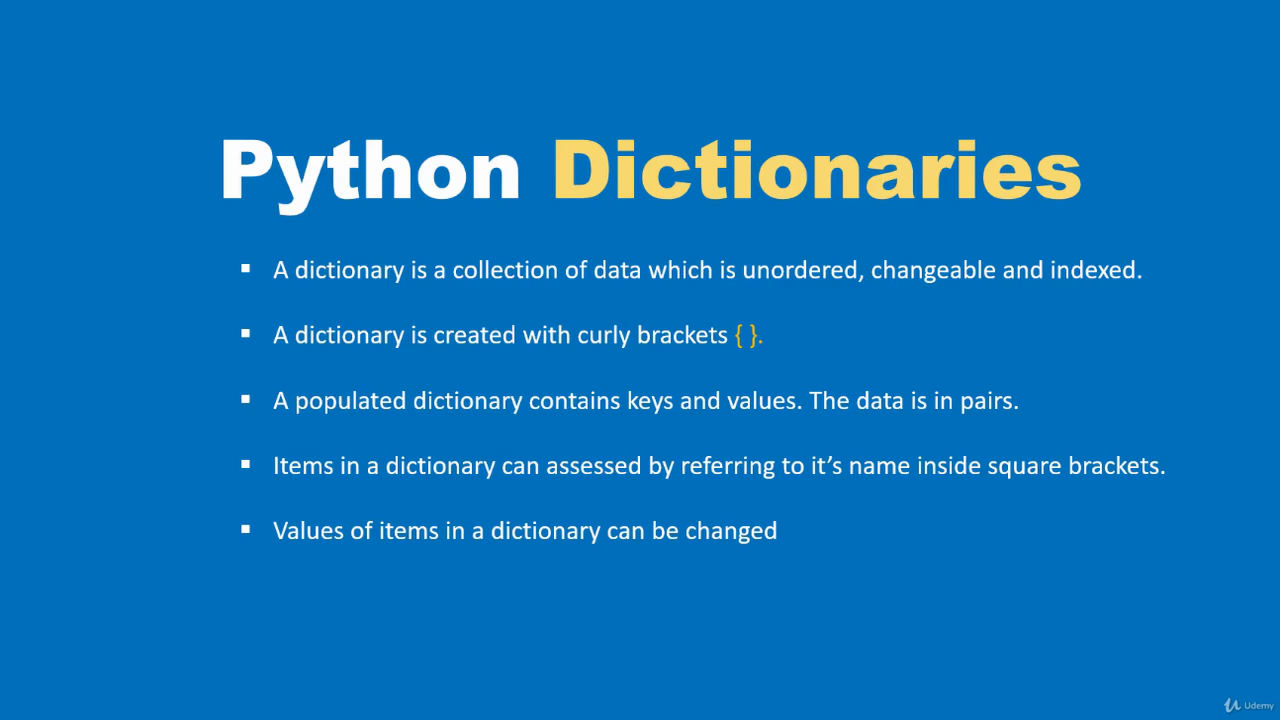 Python Dictionaries
▪ A dictionary is a collection of data which is unordered, changeable and indexed.
▪ A dictionary is created with curly brackets { }.
▪ A populated dictionary contains keys and values. The data is in pairs.
▪ Items in a dictionary can assessed by referring to it’s name inside square brackets.
▪ Values of items in a dictionary can be changed
Udemy